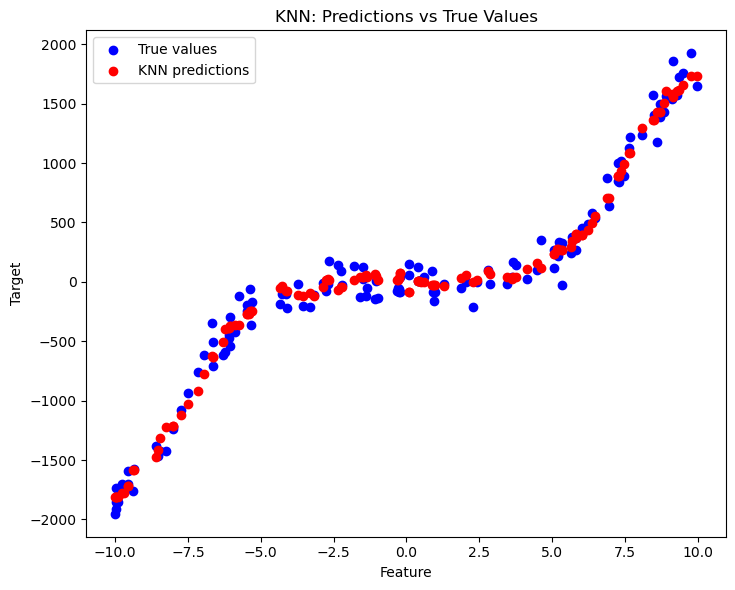 KNN: Predictions vs True Values
True values
KNN predictions
Target
2000
1500
1000
500
0
−500
−1000
−1500
−2000
−10.0 −7.5 −5.0 −2.5 0.0 2.5 5.0 7.5 10.0
Feature